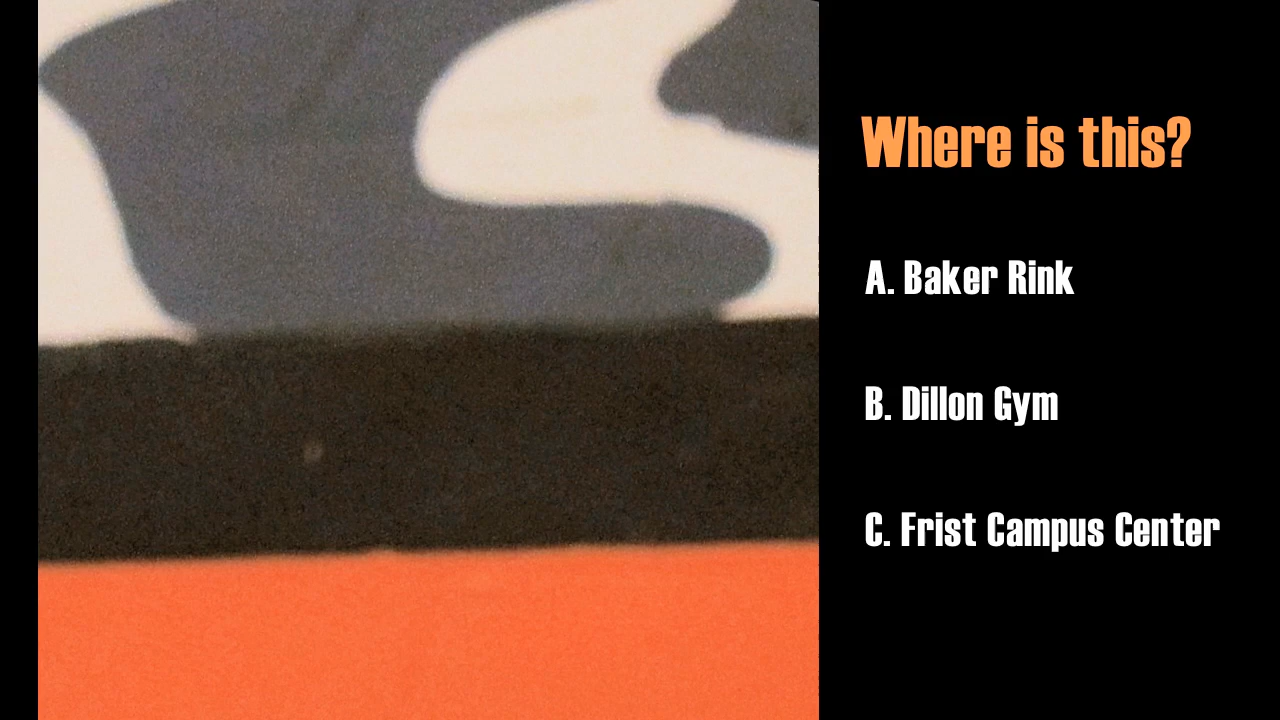 Where is this?
A. Baker Rink
B. Dillon Gym
C. Frist Campus Center